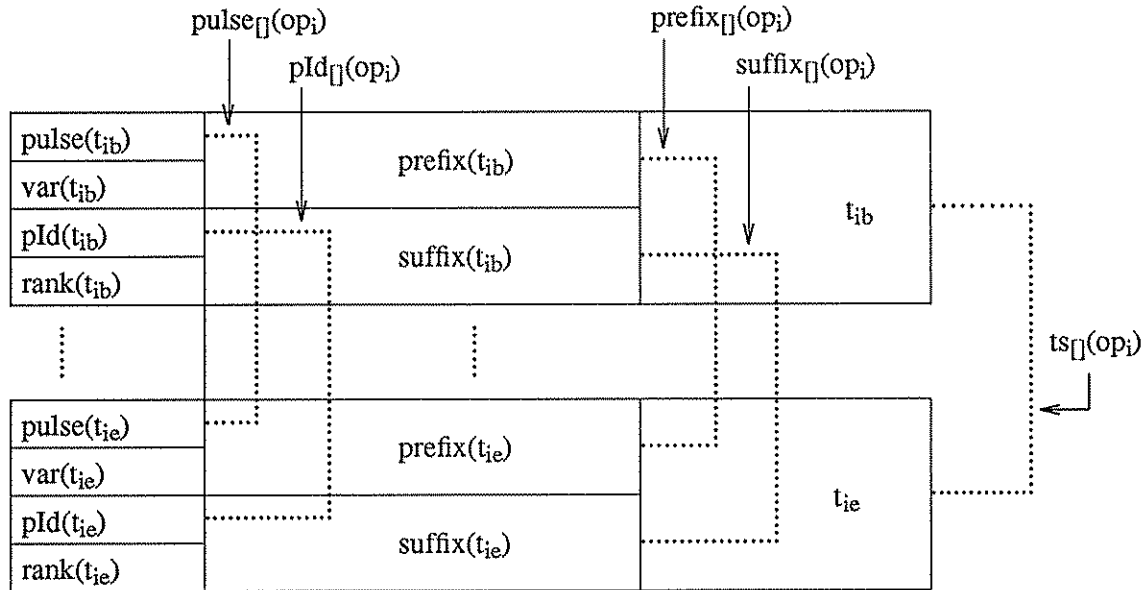 pulse[](opi)
prefix[](opi)
pId[](opi)
suffix[](opi)
pulse(tib)
prefix(tib)
var(tib)
tib
pId(tib)
suffix(tib)
rank(tib)
ts[](opi)
pulse(tie)
prefix(tie)
var(tie)
tie
pId(tie)
suffix(tie)
rank(tie)